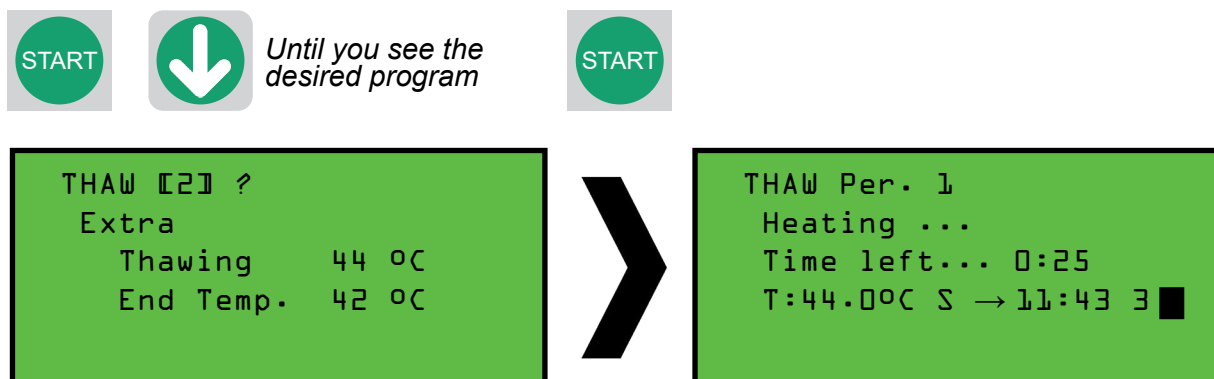 START
Until you see the
desired program
START
THAW [2] ?
Extra
Thawing 44 ºC
End Temp. 42 ºC
THAW Per. 1
Heating ...
Time left... 0:25
T:44.0ºC S →11:43 3